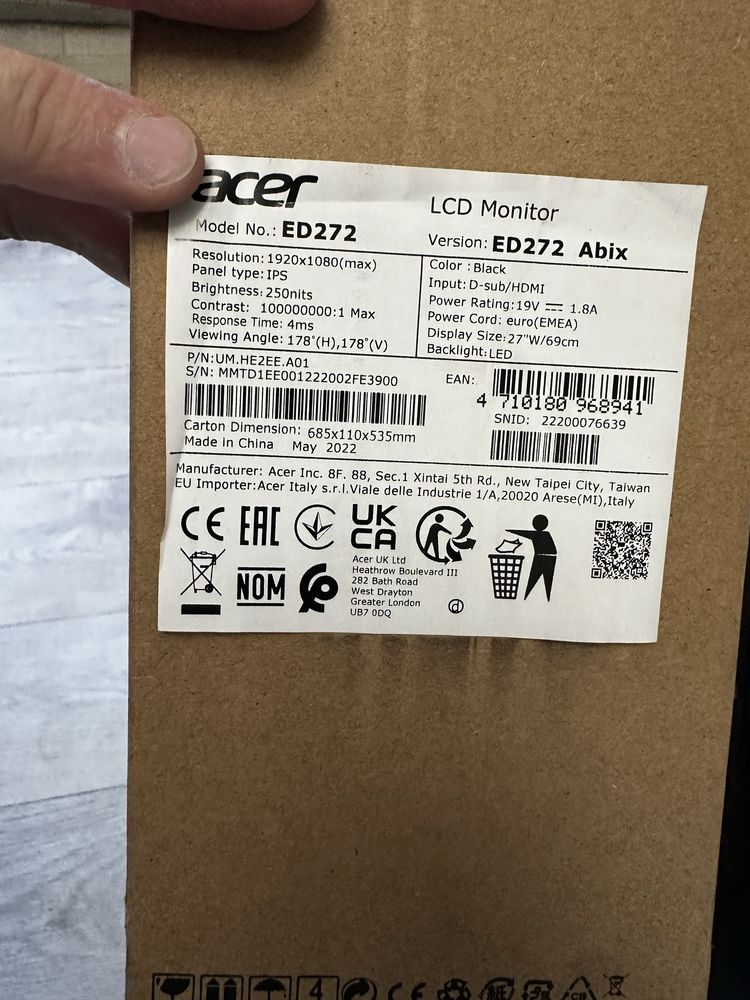 acer
LCD Monitor
Model No.: ED272
Version: ED272 Abix
Resolution: 1920x1080(max)
Panel type: IPS
Brightness: 250nits
Contrast: 100000000:1 Max
Response Time: 4ms
Viewing Angle: 178°(H),178°(V)
Color : Black
Input: D-sub/HDMI
Power Rating: 19V ⎓ 1.8A
Power Cord: euro(EMEA)
Display Size: 27"W/69cm
Backlight: LED
P/N:UM.HE2EE.A01
S/N: MMTD1EE001222002FE3900
EAN:
4 710180 968941
SNID: 22200076639
Carton Dimension: 685x110x535mm
Made in China May 2022
Manufacturer: Acer Inc. 8F. 88, Sec.1 Xintai 5th Rd., New Taipei City, Taiwan
EU Importer:Acer Italy s.r.l.Viale delle Industrie 1/A,20020 Arese(MI),Italy
CE EAC UK
CA
NOM
Acer UK Ltd
Heathrow Boulevard III
282 Bath Road
West Drayton
Greater London
UB7 0DQ
d
4 CE